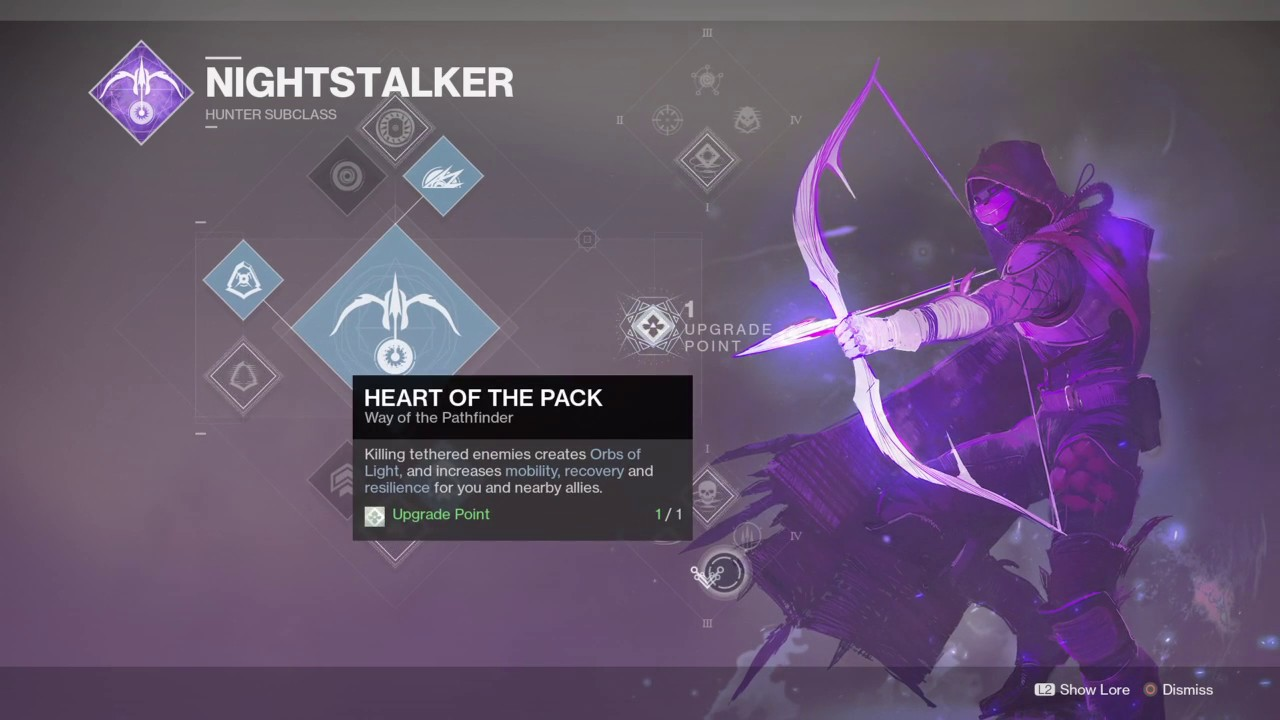 NIGHTSTALKER
HUNTER SUBCLASS
III
II
IV
I
1
UPGRADE
POINT
HEART OF THE PACK
Way of the Pathfinder
Killing tethered enemies creates Orbs of
Light, and increases mobility, recovery and
resilience for you and nearby allies.
Upgrade Point
1 / 1
I
IV
III
L2 Show Lore
Dismiss